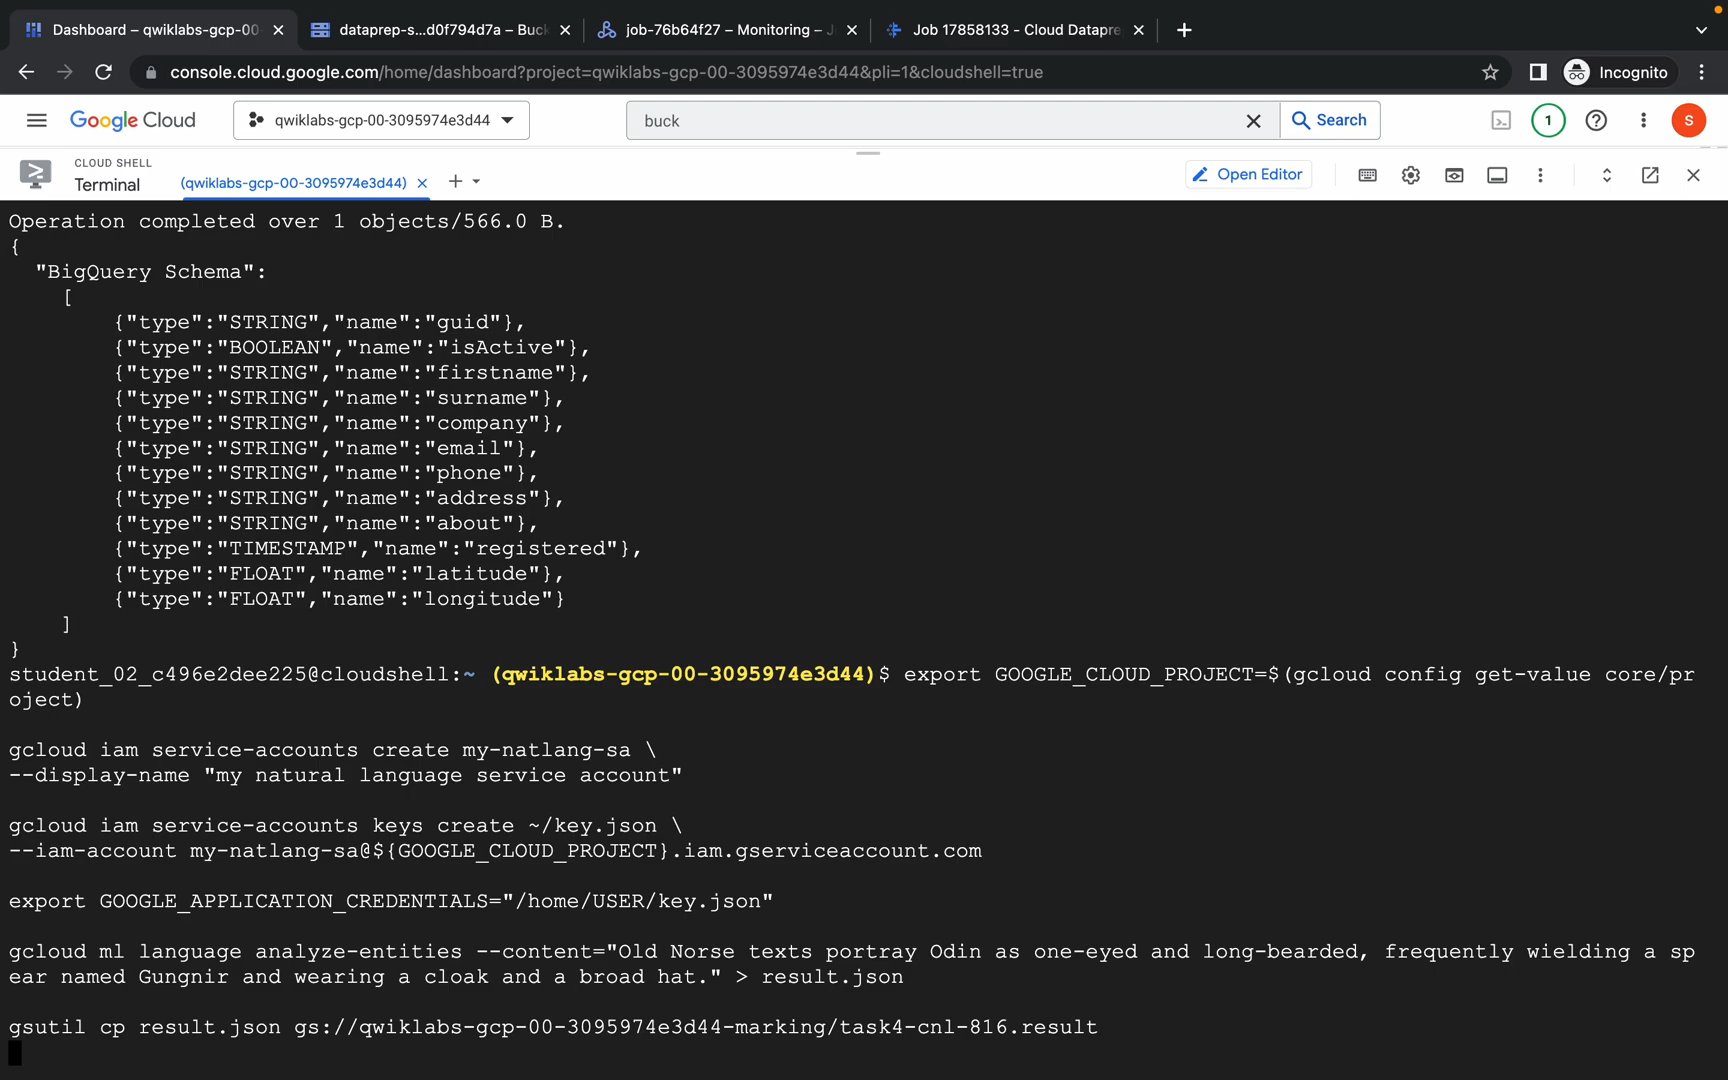 Dashboard – qwiklabs-gcp-00
dataprep-s...d0f794d7a – Buck
job-76b64f27 – Monitoring –
Job 17858133 - Cloud Datapre
console.cloud.google.com/home/dashboard?project=qwiklabs-gcp-00-3095974e3d44&pli=1&cloudshell=true
Incognito
Google Cloud
qwiklabs-gcp-00-3095974e3d44
buck
Search
1
S
CLOUD SHELL
Terminal
(qwiklabs-gcp-00-3095974e3d44)
Open Editor
Operation completed over 1 objects/566.0 B.
{
"BigQuery Schema":
[
{"type":"STRING","name":"guid"},
{"type":"BOOLEAN","name":"isActive"},
{"type":"STRING","name":"firstname"},
{"type":"STRING","name":"surname"},
{"type":"STRING","name":"company"},
{"type":"STRING","name":"email"},
{"type":"STRING","name":"phone"},
{"type":"STRING","name":"address"},
{"type":"STRING","name":"about"},
{"type":"TIMESTAMP","name":"registered"},
{"type":"FLOAT","name":"latitude"},
{"type":"FLOAT","name":"longitude"}
]
}
student_02_c496e2dee225@cloudshell:~ (qwiklabs-gcp-00-3095974e3d44)$ export GOOGLE_CLOUD_PROJECT=$(gcloud config get-value core/pr
oject)
gcloud iam service-accounts create my-natlang-sa \
--display-name "my natural language service account"
gcloud iam service-accounts keys create ~/key.json \
--iam-account my-natlang-sa@${GOOGLE_CLOUD_PROJECT}.iam.gserviceaccount.com
export GOOGLE_APPLICATION_CREDENTIALS="/home/USER/key.json"
gcloud ml language analyze-entities --content="Old Norse texts portray Odin as one-eyed and long-bearded, frequently wielding a sp
ear named Gungnir and wearing a cloak and a broad hat." > result.json
gsutil cp result.json gs://qwiklabs-gcp-00-3095974e3d44-marking/task4-cnl-816.result